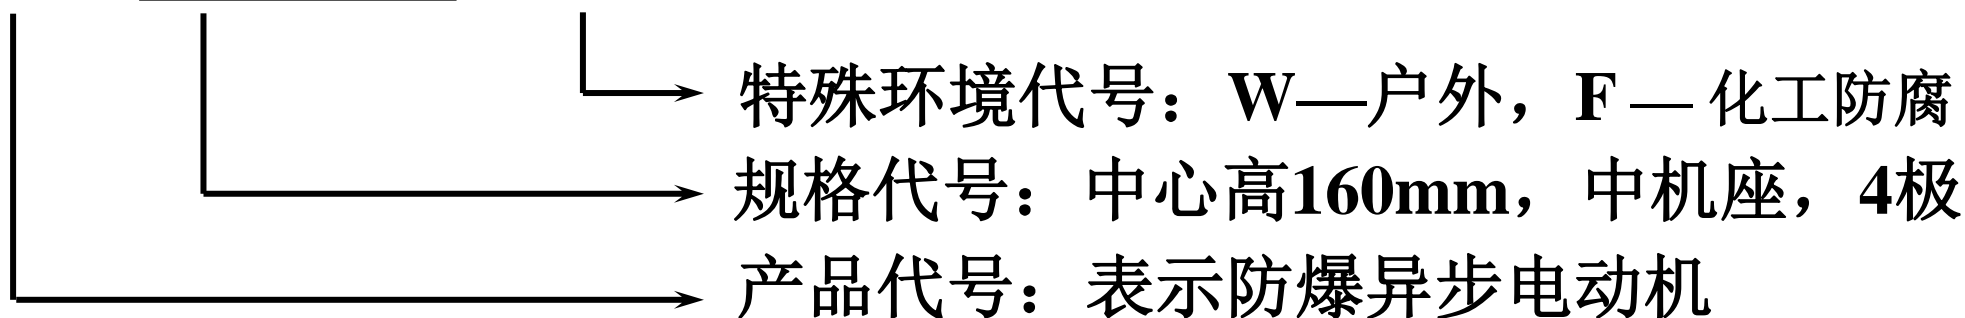 特殊环境代号：W—户外，F—化工防腐
规格代号：中心高160mm，中机座，4极
产品代号：表示防爆异步电动机